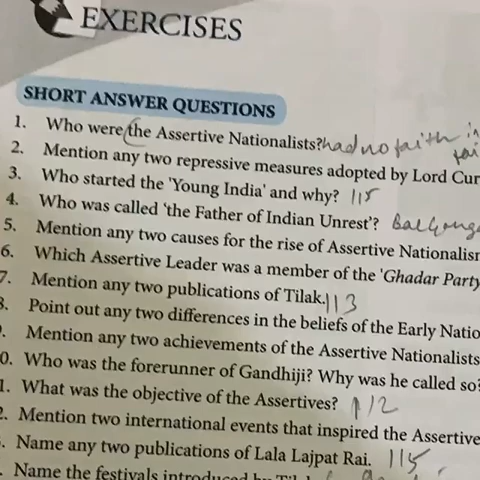 EXERCISES
SHORT ANSWER QUESTIONS
1. Who were the Assertive Nationalists? had no faith in
2. Mention any two repressive measures adopted by Lord Cur
3. Who started the 'Young India' and why? 115
4. Who was called 'the Father of Indian Unrest'?
5. Mention any two causes for the rise of Assertive Nationalism
6. Which Assertive Leader was a member of the 'Ghadar Party
7. Mention any two publications of Tilak. 113
8. Point out any two differences in the beliefs of the Early Natio
. Mention any two achievements of the Assertive Nationalists
0. Who was the forerunner of Gandhiji? Why was he called so?
1. What was the objective of the Assertives? 112
2. Mention two international events that inspired the Assertive
. Name any two publications of Lala Lajpat Rai. 115
. Name the festivals introduced by